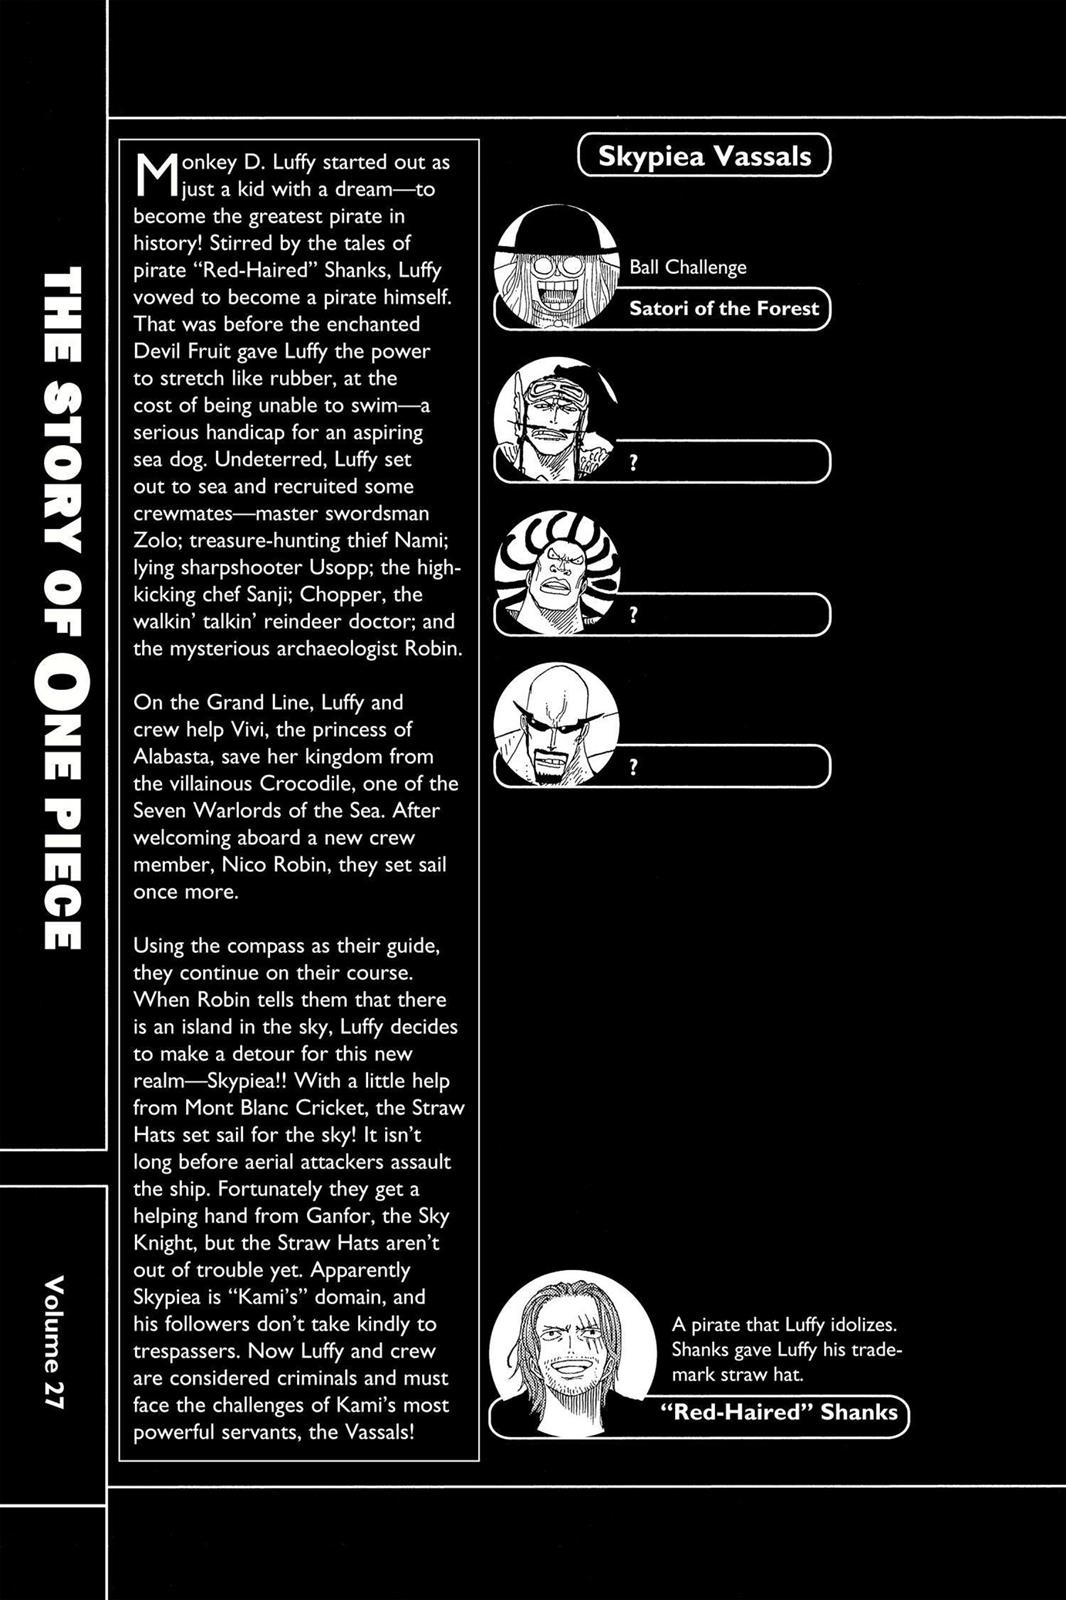 THE STORY OF ONE PIECE
Volume 27
Monkey D. Luffy started out as
just a kid with a dream—to
become the greatest pirate in
history! Stirred by the tales of
pirate “Red-Haired” Shanks, Luffy
vowed to become a pirate himself.
That was before the enchanted
Devil Fruit gave Luffy the power
to stretch like rubber, at the
cost of being unable to swim—a
serious handicap for an aspiring
sea dog. Undeterred, Luffy set
out to sea and recruited some
crewmates—master swordsman
Zolo; treasure-hunting thief Nami;
lying sharpshooter Usopp; the high-
kicking chef Sanji; Chopper, the
walkin’ talkin’ reindeer doctor; and
the mysterious archaeologist Robin.
On the Grand Line, Luffy and
crew help Vivi, the princess of
Alabasta, save her kingdom from
the villainous Crocodile, one of the
Seven Warlords of the Sea. After
welcoming aboard a new crew
member, Nico Robin, they set sail
once more.
Using the compass as their guide,
they continue on their course.
When Robin tells them that there
is an island in the sky, Luffy decides
to make a detour for this new
realm—Skypiea!! With a little help
from Mont Blanc Cricket, the Straw
Hats set sail for the sky! It isn’t
long before aerial attackers assault
the ship. Fortunately they get a
helping hand from Ganfor, the Sky
Knight, but the Straw Hats aren’t
out of trouble yet. Apparently
Skypiea is “Kami’s” domain, and
his followers don’t take kindly to
trespassers. Now Luffy and crew
are considered criminals and must
face the challenges of Kami’s most
powerful servants, the Vassals!
Skypiea Vassals
Ball Challenge
Satori of the Forest
?
?
?
A pirate that Luffy idolizes.
Shanks gave Luffy his trade-
mark straw hat.
“Red-Haired” Shanks